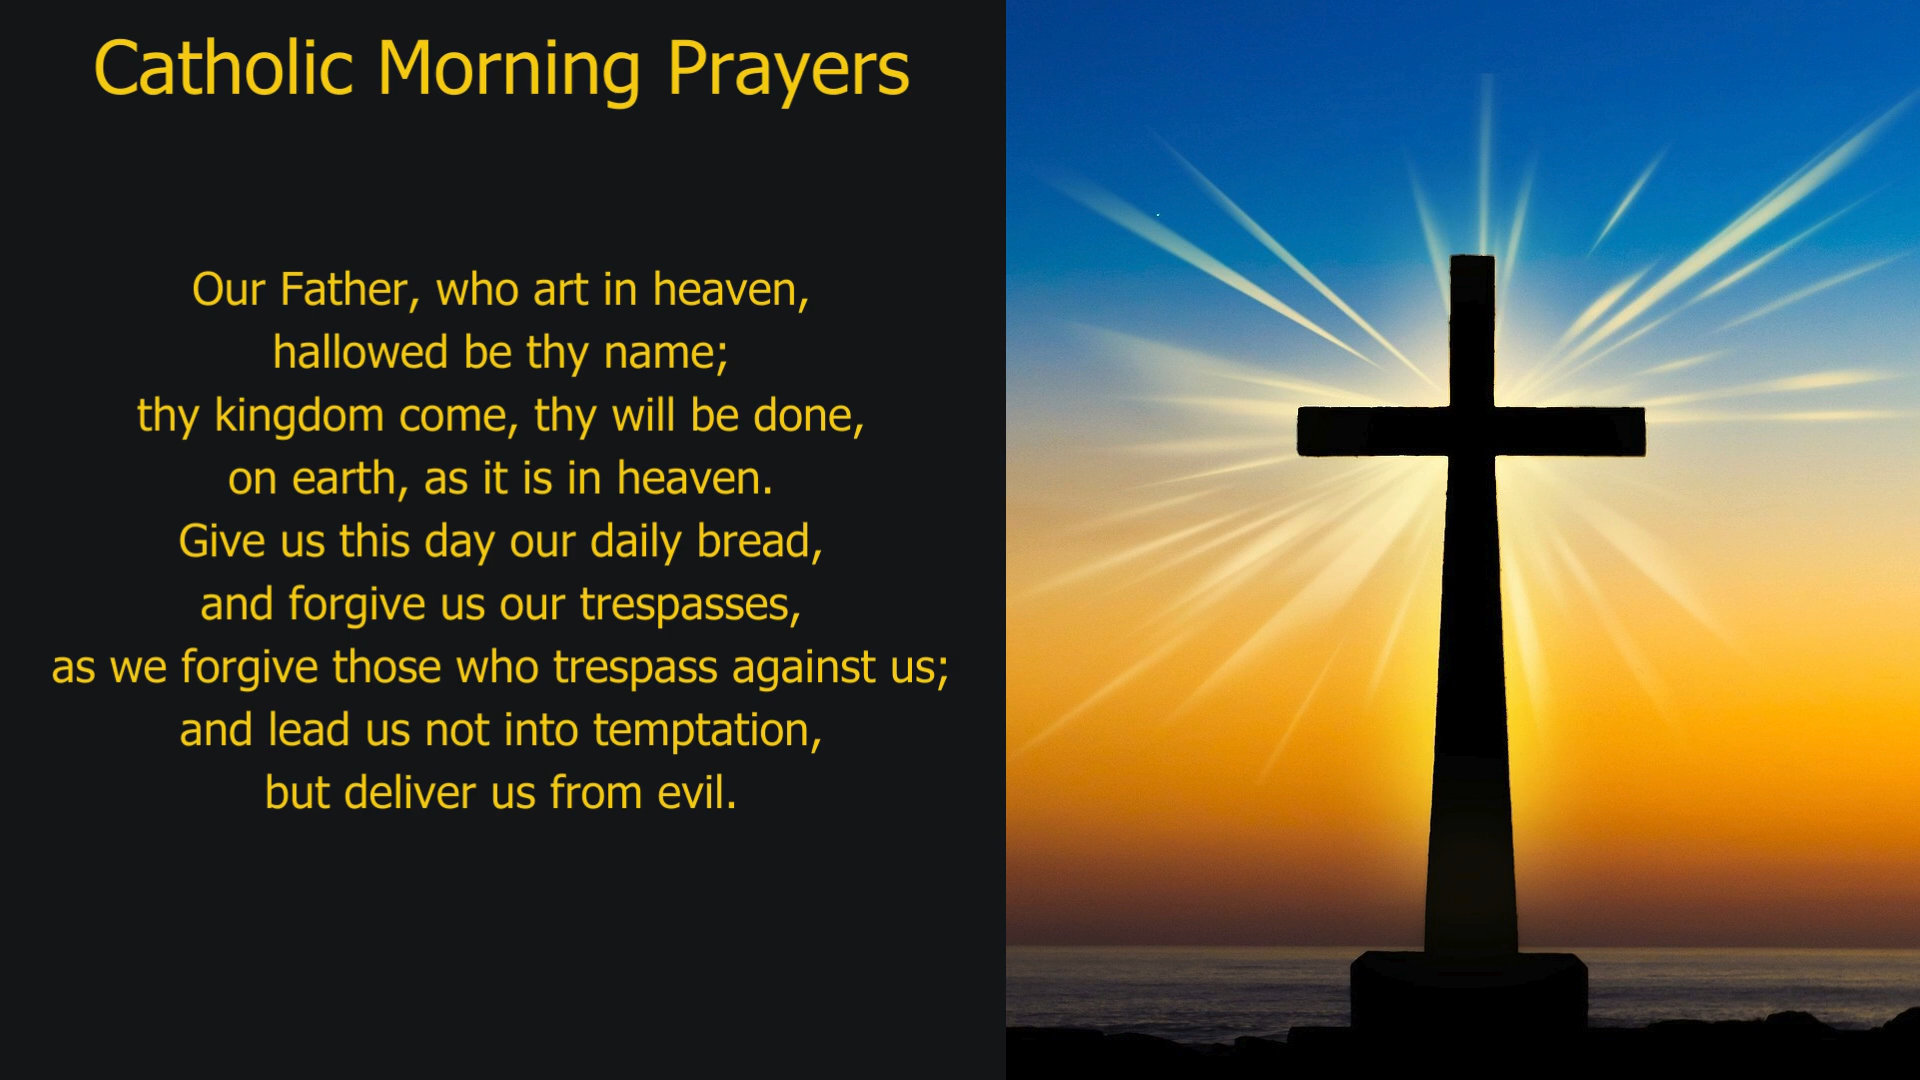 Catholic Morning Prayers
Our Father, who art in heaven,
hallowed be thy name;
thy kingdom come, thy will be done,
on earth, as it is in heaven.
Give us this day our daily bread,
and forgive us our trespasses,
as we forgive those who trespass against us;
and lead us not into temptation,
but deliver us from evil.